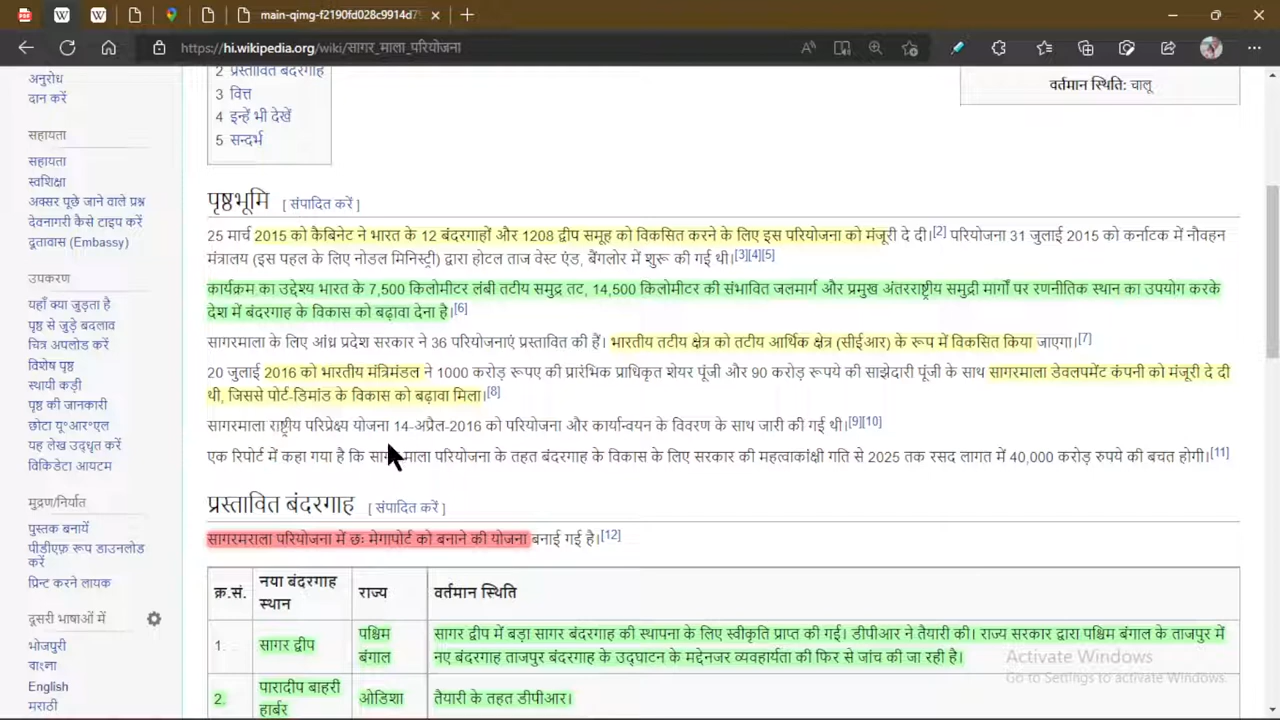 main-qimg-f2190fd028c9914d7
https://hi.wikipedia.org/wiki/सागर_माला_परियोजना
अनुरोध
दान करें
सहायता
सहायता
स्वशिक्षा
अक्सर पूछे जाने वाले प्रश्न
देवनागरी कैसे टाइप करें
दूतावास (Embassy)
उपकरण
यहाँ क्या जुड़ता है
पृष्ठ से जुड़े बदलाव
चित्र अपलोड करें
विशेष पृष्ठ
स्थायी कड़ी
पृष्ठ की जानकारी
छोटा यू॰आर॰एल
यह लेख उद्धृत करें
विकिडेटा आयटम
मुद्रण/निर्यात
पुस्तक बनायें
पीडीएफ़ रूप डाउनलोड
करें
प्रिन्ट करने लायक
दूसरी भाषाओं में
भोजपुरी
বাংলা
English
मराठी
2 प्रस्तावित बंदरगाह
3 वित्त
4 इन्हें भी देखें
5 सन्दर्भ
वर्तमान स्थिति: चालू
पृष्ठभूमि [ संपादित करें ]
25 मार्च 2015 को कैबिनेट ने भारत के 12 बंदरगाहों और 1208 द्वीप समूह को विकसित करने के लिए इस परियोजना को मंजूरी दे दी।[2] परियोजना 31 जुलाई 2015 को कर्नाटक में नौवहन
मंत्रालय (इस पहल के लिए नोडल मिनिस्ट्री) द्वारा होटल ताज वेस्ट एंड, बैंगलोर में शुरू की गई थी।[3][4][5]
कार्यक्रम का उद्देश्य भारत के 7,500 किलोमीटर लंबी तटीय समुद्र तट, 14,500 किलोमीटर की संभावित जलमार्ग और प्रमुख अंतरराष्ट्रीय समुद्री मार्गों पर रणनीतिक स्थान का उपयोग करके
देश में बंदरगाह के विकास को बढ़ावा देना है।[6]
सागरमाला के लिए आंध्र प्रदेश सरकार ने 36 परियोजनाएं प्रस्तावित की हैं। भारतीय तटीय क्षेत्र को तटीय आर्थिक क्षेत्र (सीईआर) के रूप में विकसित किया जाएगा।[7]
20 जुलाई 2016 को भारतीय मंत्रिमंडल ने 1000 करोड़ रूपए की प्रारंभिक प्राधिकृत शेयर पूंजी और 90 करोड़ रूपये की साझेदारी पूंजी के साथ सागरमाला डेवलपमेंट कंपनी को मंजूरी दे दी
थी, जिससे पोर्ट-डिमांड के विकास को बढ़ावा मिला।[8]
सागरमाला राष्ट्रीय परिप्रेक्ष्य योजना 14-अप्रैल-2016 को परियोजना और कार्यान्वयन के विवरण के साथ जारी की गई थी।[9][10]
एक रिपोर्ट में कहा गया है कि माला परियोजना के तहत बंदरगाह के विकास के लिए सरकार की महत्वाकांक्षी गति से 2025 तक रसद लागत में 40,000 करोड़ रुपये की बचत होगी।[11]
प्रस्तावित बंदरगाह [ संपादित करें ]
सागरमराला परियोजना में छः मेगापोर्ट को बनाने की योजना बनाई गई है।[12]
क्र.सं. नया बंदरगाह स्थान राज्य वर्तमान स्थिति
1. सागर द्वीप पश्चिम बंगाल सागर द्वीप में बड़ा सागर बंदरगाह की स्थापना के लिए स्वीकृति प्राप्त की गई। डीपीआर ने तैयारी की। राज्य सरकार द्वारा पश्चिम बंगाल के ताजपुर में
नए बंदरगाह ताजपुर बंदरगाह के उद्घाटन के मद्देनजर व्यवहार्यता की फिर से जांच की जा रही है।
2. पारादीप बाहरी हार्बर ओडिशा तैयारी के तहत डीपीआर।
Activate Windows
Go to Settings to activate Windows.